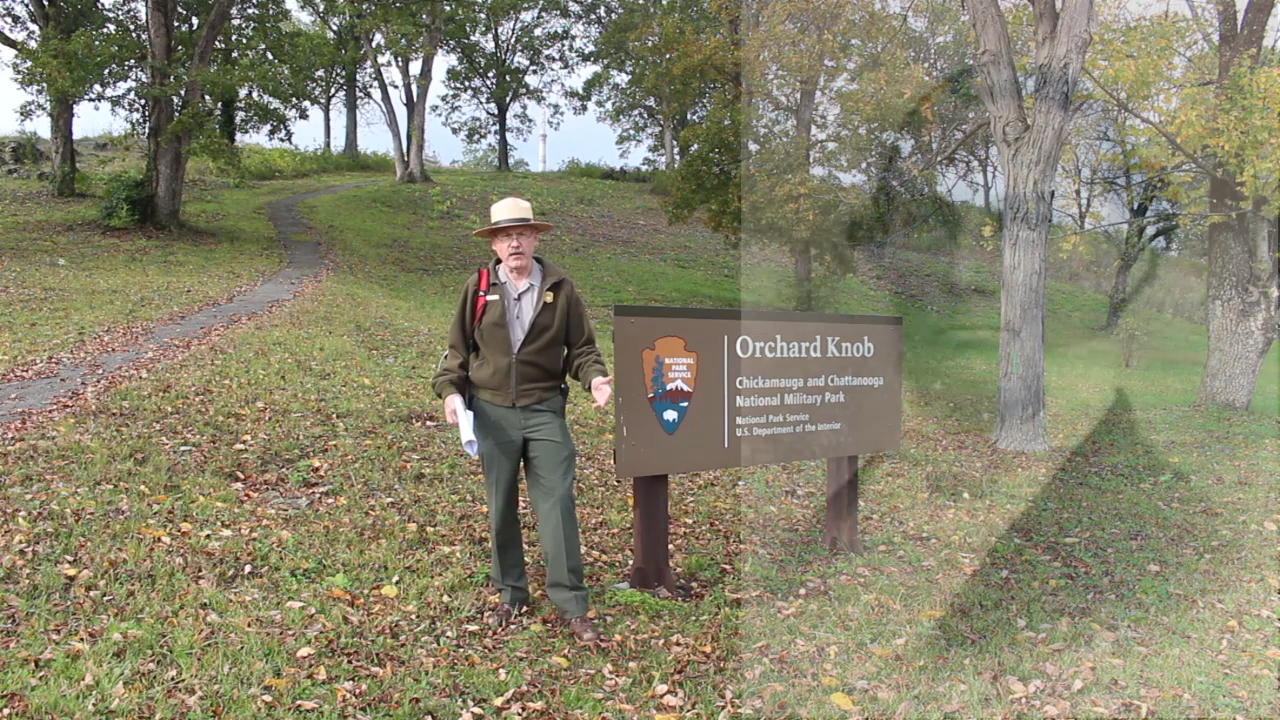 NATIONAL
PARK
SERVICE
Orchard Knob
Chickamauga and Chattanooga
National Military Park
National Park Service
U.S. Department of the Interior